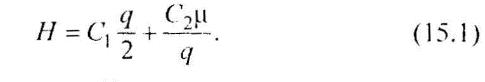 H = C₁ q/2 + C₂μ/q. (15.1)